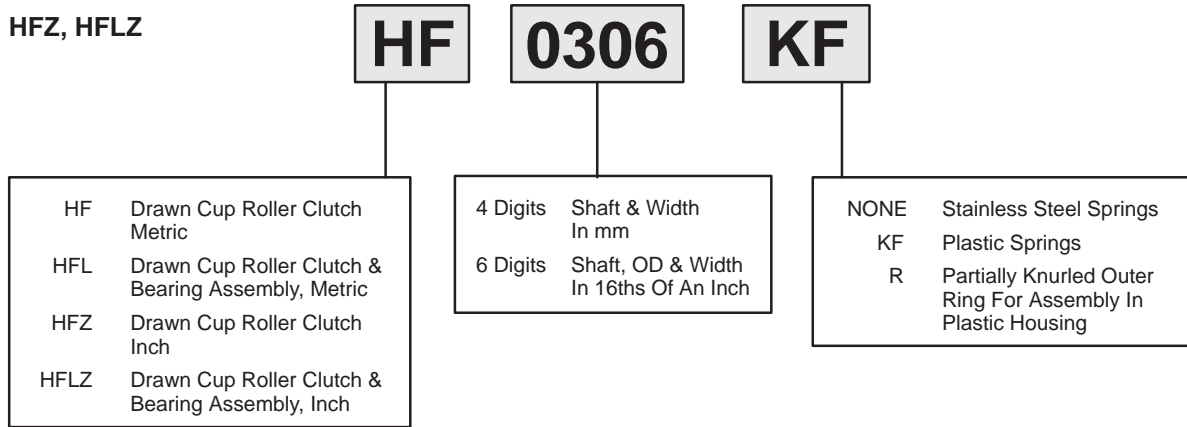 HFZ, HFLZ
HF 0306 KF
HF Drawn Cup Roller Clutch
Metric
HFL Drawn Cup Roller Clutch &
Bearing Assembly, Metric
HFZ Drawn Cup Roller Clutch
Inch
HFLZ Drawn Cup Roller Clutch &
Bearing Assembly, Inch
4 Digits Shaft & Width
In mm
6 Digits Shaft, OD & Width
In 16ths Of An Inch
NONE Stainless Steel Springs
KF Plastic Springs
R Partially Knurled Outer
Ring For Assembly In
Plastic Housing